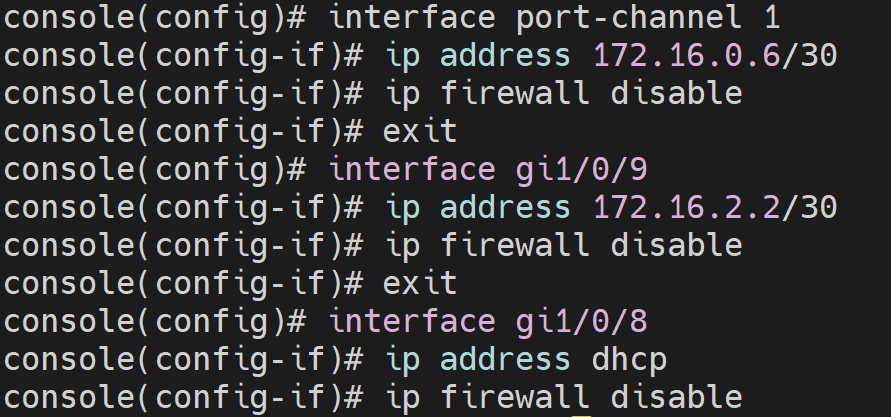 console(config)# interface port-channel 1
console(config-if)# ip address 172.16.0.6/30
console(config-if)# ip firewall disable
console(config-if)# exit
console(config)# interface gi1/0/9
console(config-if)# ip address 172.16.2.2/30
console(config-if)# ip firewall disable
console(config-if)# exit
console(config)# interface gi1/0/8
console(config-if)# ip address dhcp
console(config-if)# ip firewall disable